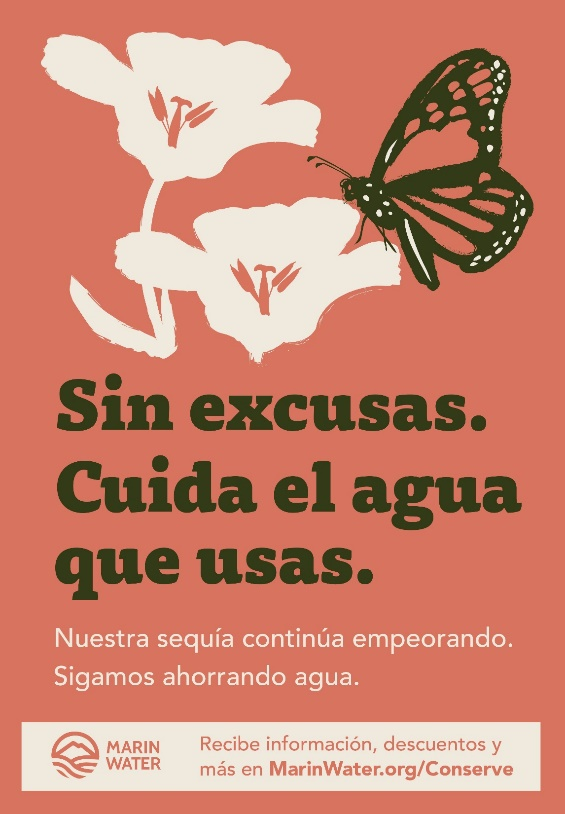 Sin excusas.
Cuida el agua
que usas.
Nuestra sequía continúa empeorando.
Sigamos ahorrando agua.
MARIN
WATER
Recibe información, descuentos y
más en MarinWater.org/Conserve